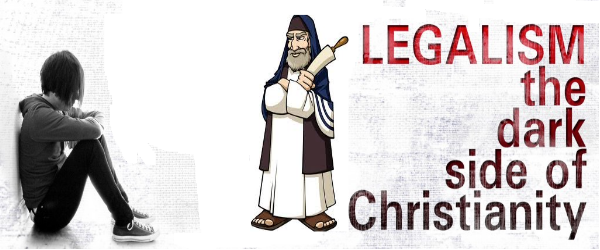 LEGALISM
the
dark
side of
Christianity